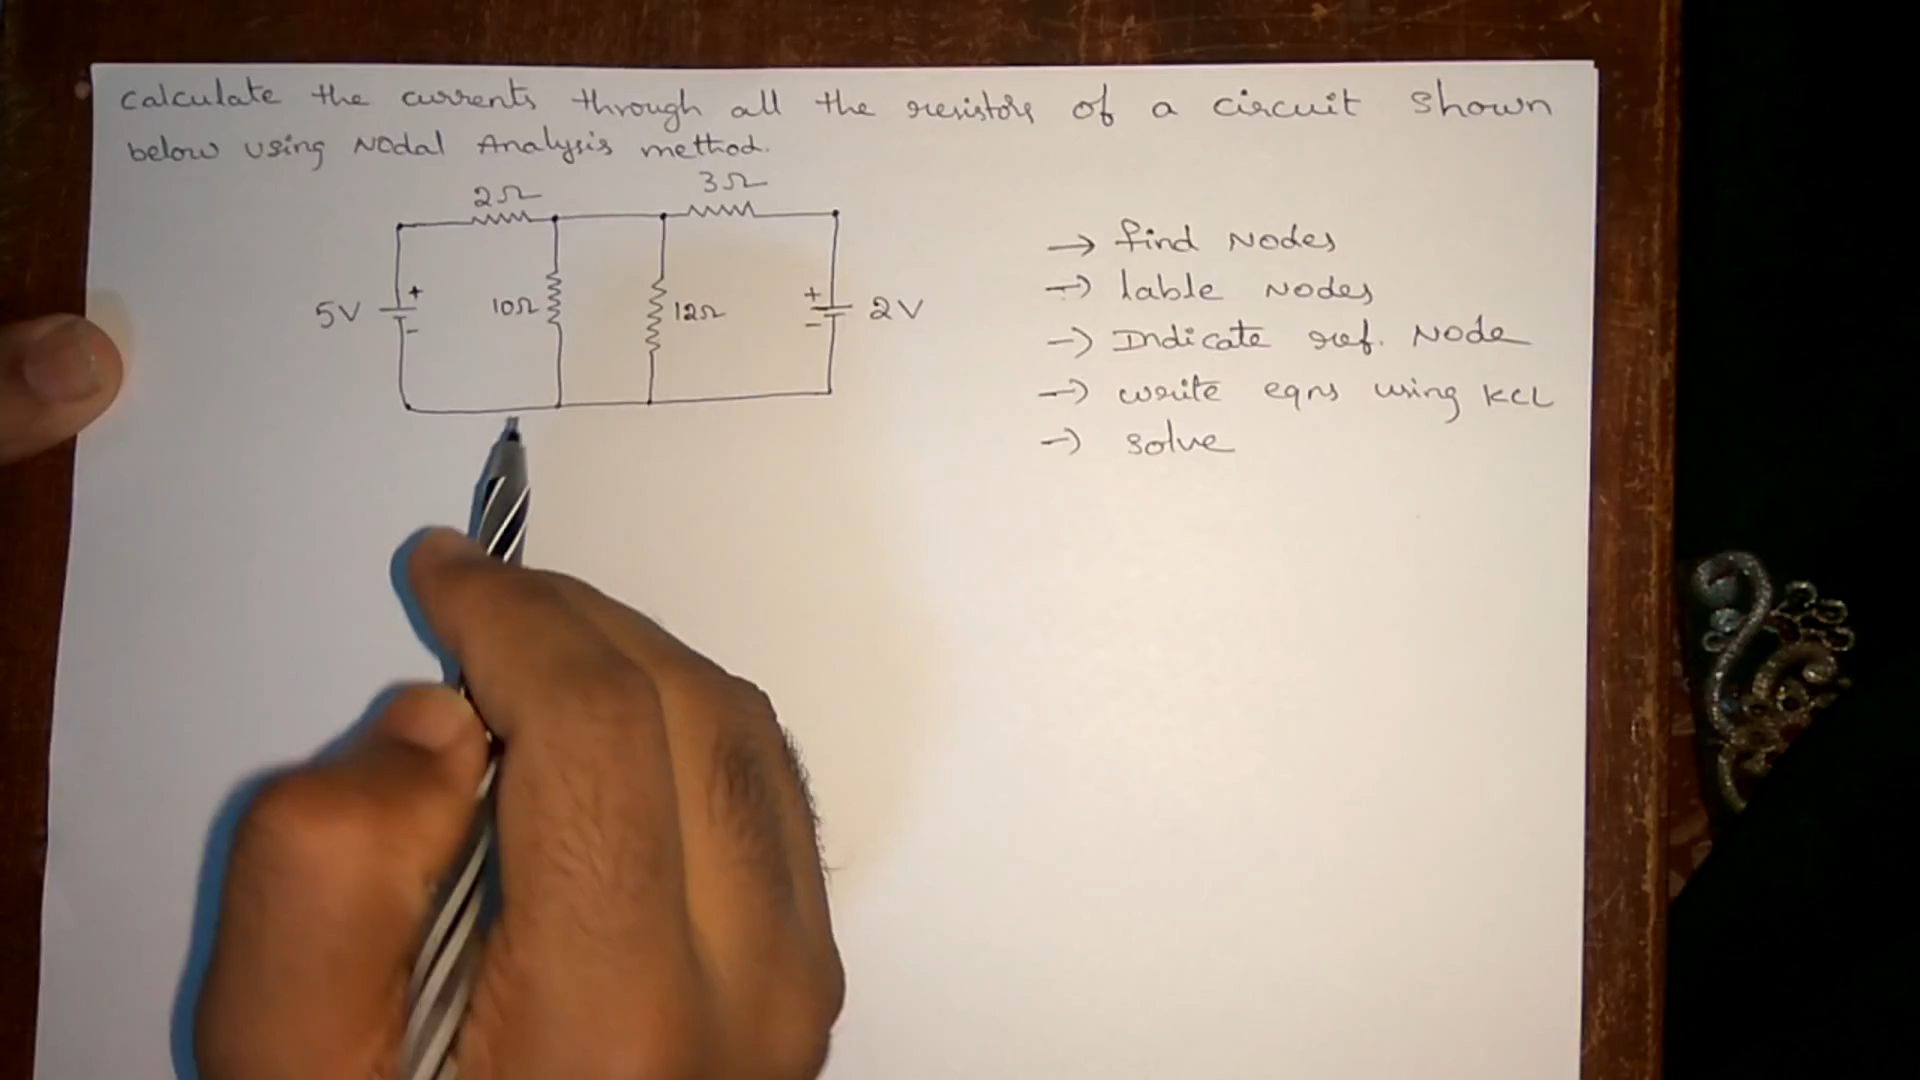 Calculate the currents through all the resistors of a circuit shown
below using Nodal Analysis method.
2Ω
3Ω
5V
+
-
10Ω
12Ω
+
-
2V
→ find Nodes
→ lable Nodes
→ Indicate ref. Node
→ write eqns using KCL
→ solve